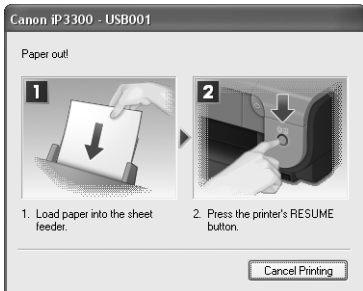 Canon iP3300 - USB001
Paper out!
1
2
1. Load paper into the sheet
feeder.
2. Press the printer's RESUME
button.
Cancel Printing